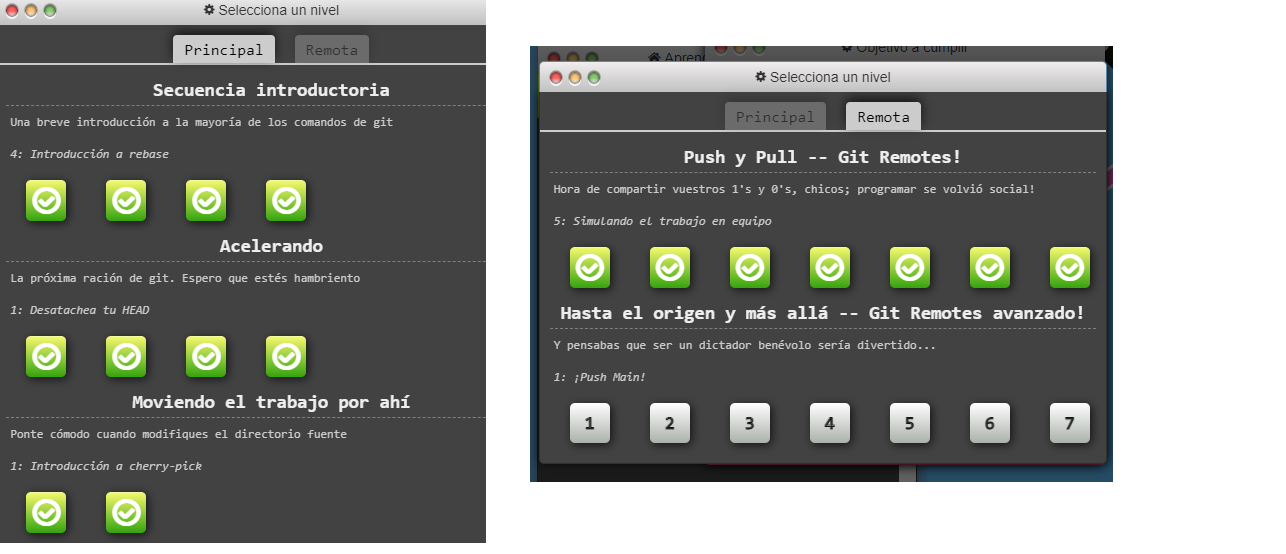 Selecciona un nivel
Principal Remota
Secuencia introductoria
Una breve introducción a la mayoría de los comandos de git
4: Introducción a rebase
Acelerando
La próxima ración de git. Espero que estés hambriento
1: Desatachea tu HEAD
Moviendo el trabajo por ahí
Ponte cómodo cuando modifiques el directorio fuente
1: Introducción a cherry-pick
Objetivo a cumplir
Selecciona un nivel
Principal Remota
Push y Pull -- Git Remotes!
Hora de compartir vuestros 1's y 0's, chicos; programar se volvió social!
5: Simulando el trabajo en equipo
Hasta el origen y más allá -- Git Remotes avanzado!
Y pensabas que ser un dictador benévolo sería divertido...
1: ¡Push Main!
1 2 3 4 5 6 7